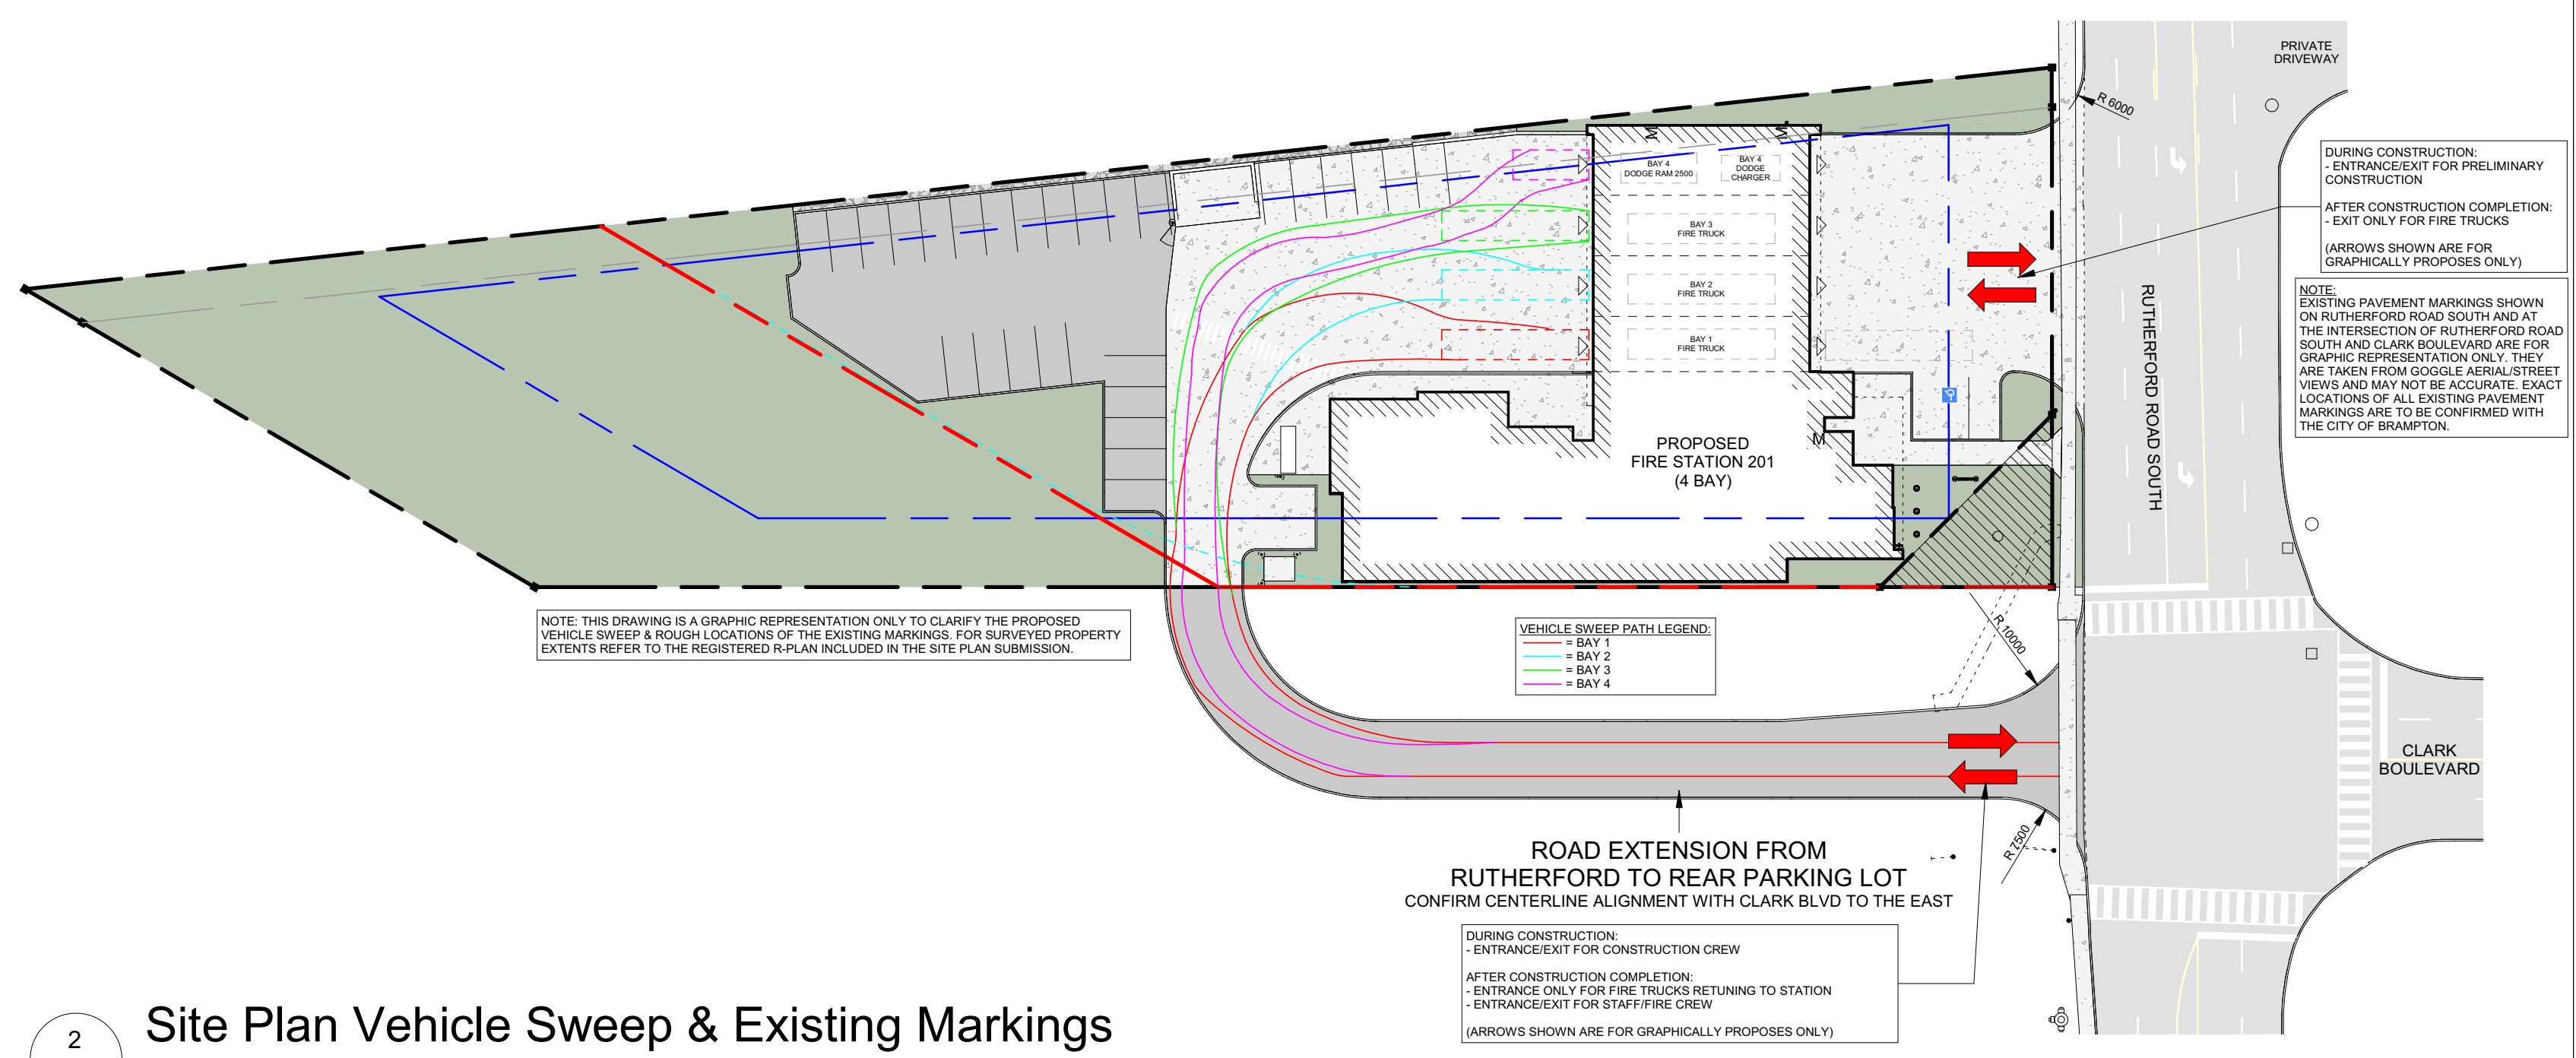 PRIVATE
DRIVEWAY
R 6000
DURING CONSTRUCTION:
- ENTRANCE/EXIT FOR PRELIMINARY
CONSTRUCTION
AFTER CONSTRUCTION COMPLETION:
- EXIT ONLY FOR FIRE TRUCKS
(ARROWS SHOWN ARE FOR
GRAPHICALLY PROPOSES ONLY)
NOTE:
EXISTING PAVEMENT MARKINGS SHOWN
ON RUTHERFORD ROAD SOUTH AND AT
THE INTERSECTION OF RUTHERFORD ROAD
SOUTH AND CLARK BOULEVARD ARE FOR
GRAPHIC REPRESENTATION ONLY. THEY
ARE TAKEN FROM GOGGLE AERIAL/STREET
VIEWS AND MAY NOT BE ACCURATE. EXACT
LOCATIONS OF ALL EXISTING PAVEMENT
MARKINGS ARE TO BE CONFIRMED WITH
THE CITY OF BRAMPTON.
M
M
BAY 4
DODGE RAM 2500
BAY 4
DODGE
CHARGER
BAY 3
FIRE TRUCK
BAY 2
FIRE TRUCK
BAY 1
FIRE TRUCK
RUTHERFORD ROAD SOUTH
PROPOSED
FIRE STATION 201
(4 BAY)
M
NOTE: THIS DRAWING IS A GRAPHIC REPRESENTATION ONLY TO CLARIFY THE PROPOSED
VEHICLE SWEEP & ROUGH LOCATIONS OF THE EXISTING MARKINGS. FOR SURVEYED PROPERTY
EXTENTS REFER TO THE REGISTERED R-PLAN INCLUDED IN THE SITE PLAN SUBMISSION.
VEHICLE SWEEP PATH LEGEND:
= BAY 1
= BAY 2
= BAY 3
= BAY 4
R 10000
CLARK
BOULEVARD
R 7500
ROAD EXTENSION FROM
RUTHERFORD TO REAR PARKING LOT
CONFIRM CENTERLINE ALIGNMENT WITH CLARK BLVD TO THE EAST
DURING CONSTRUCTION:
- ENTRANCE/EXIT FOR CONSTRUCTION CREW
AFTER CONSTRUCTION COMPLETION:
- ENTRANCE ONLY FOR FIRE TRUCKS RETUNING TO STATION
- ENTRANCE/EXIT FOR STAFF/FIRE CREW
(ARROWS SHOWN ARE FOR GRAPHICALLY PROPOSES ONLY)
2
Site Plan Vehicle Sweep & Existing Markings